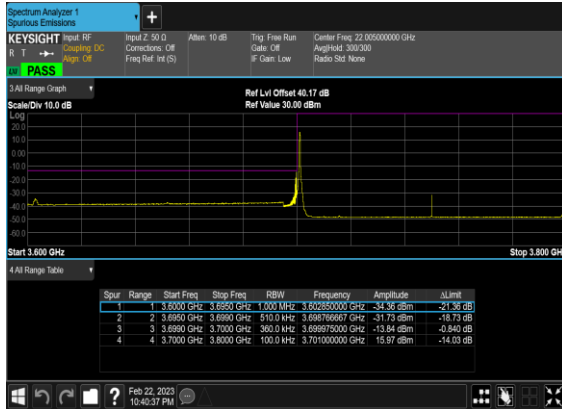 Spectrum Analyzer 1
Spurious Emissions
+
KEYSIGHT Input: RF Input Z: 50 Ω Atten: 10 dB Trig: Free Run Center Freq: 22.005000000 GHz
R T Coupling: DC Corrections: Off Gate: Off Avg|Hold: 300/300
Align: Off Freq Ref: Int (S) IF Gain: Low Radio Std: None
PASS
3 All Range Graph Ref Lvl Offset 40.17 dB
Scale/Div 10.0 dB Ref Value 30.00 dBm
Log
20.0
10.0
0.00
-10.0
-20.0
-30.0
-40.0
-50.0
-60.0
Start 3.600 GHz Stop 3.800 GH
4 All Range Table
Spur Range Start Freq Stop Freq RBW Frequency Amplitude ΔLimit
1 1 3.6000 GHz 3.6950 GHz 1.000 MHz 3.602850000 GHz -34.36 dBm -21.36 dB
2 2 3.6950 GHz 3.6990 GHz 510.0 kHz 3.698766667 GHz -31.73 dBm -18.73 dB
3 3 3.6990 GHz 3.7000 GHz 360.0 kHz 3.699975000 GHz -13.84 dBm -0.840 dB
4 4 3.7000 GHz 3.8000 GHz 100.0 kHz 3.701000000 GHz 15.97 dBm -14.03 dB
? Feb 22, 2023
10:40:37 PM